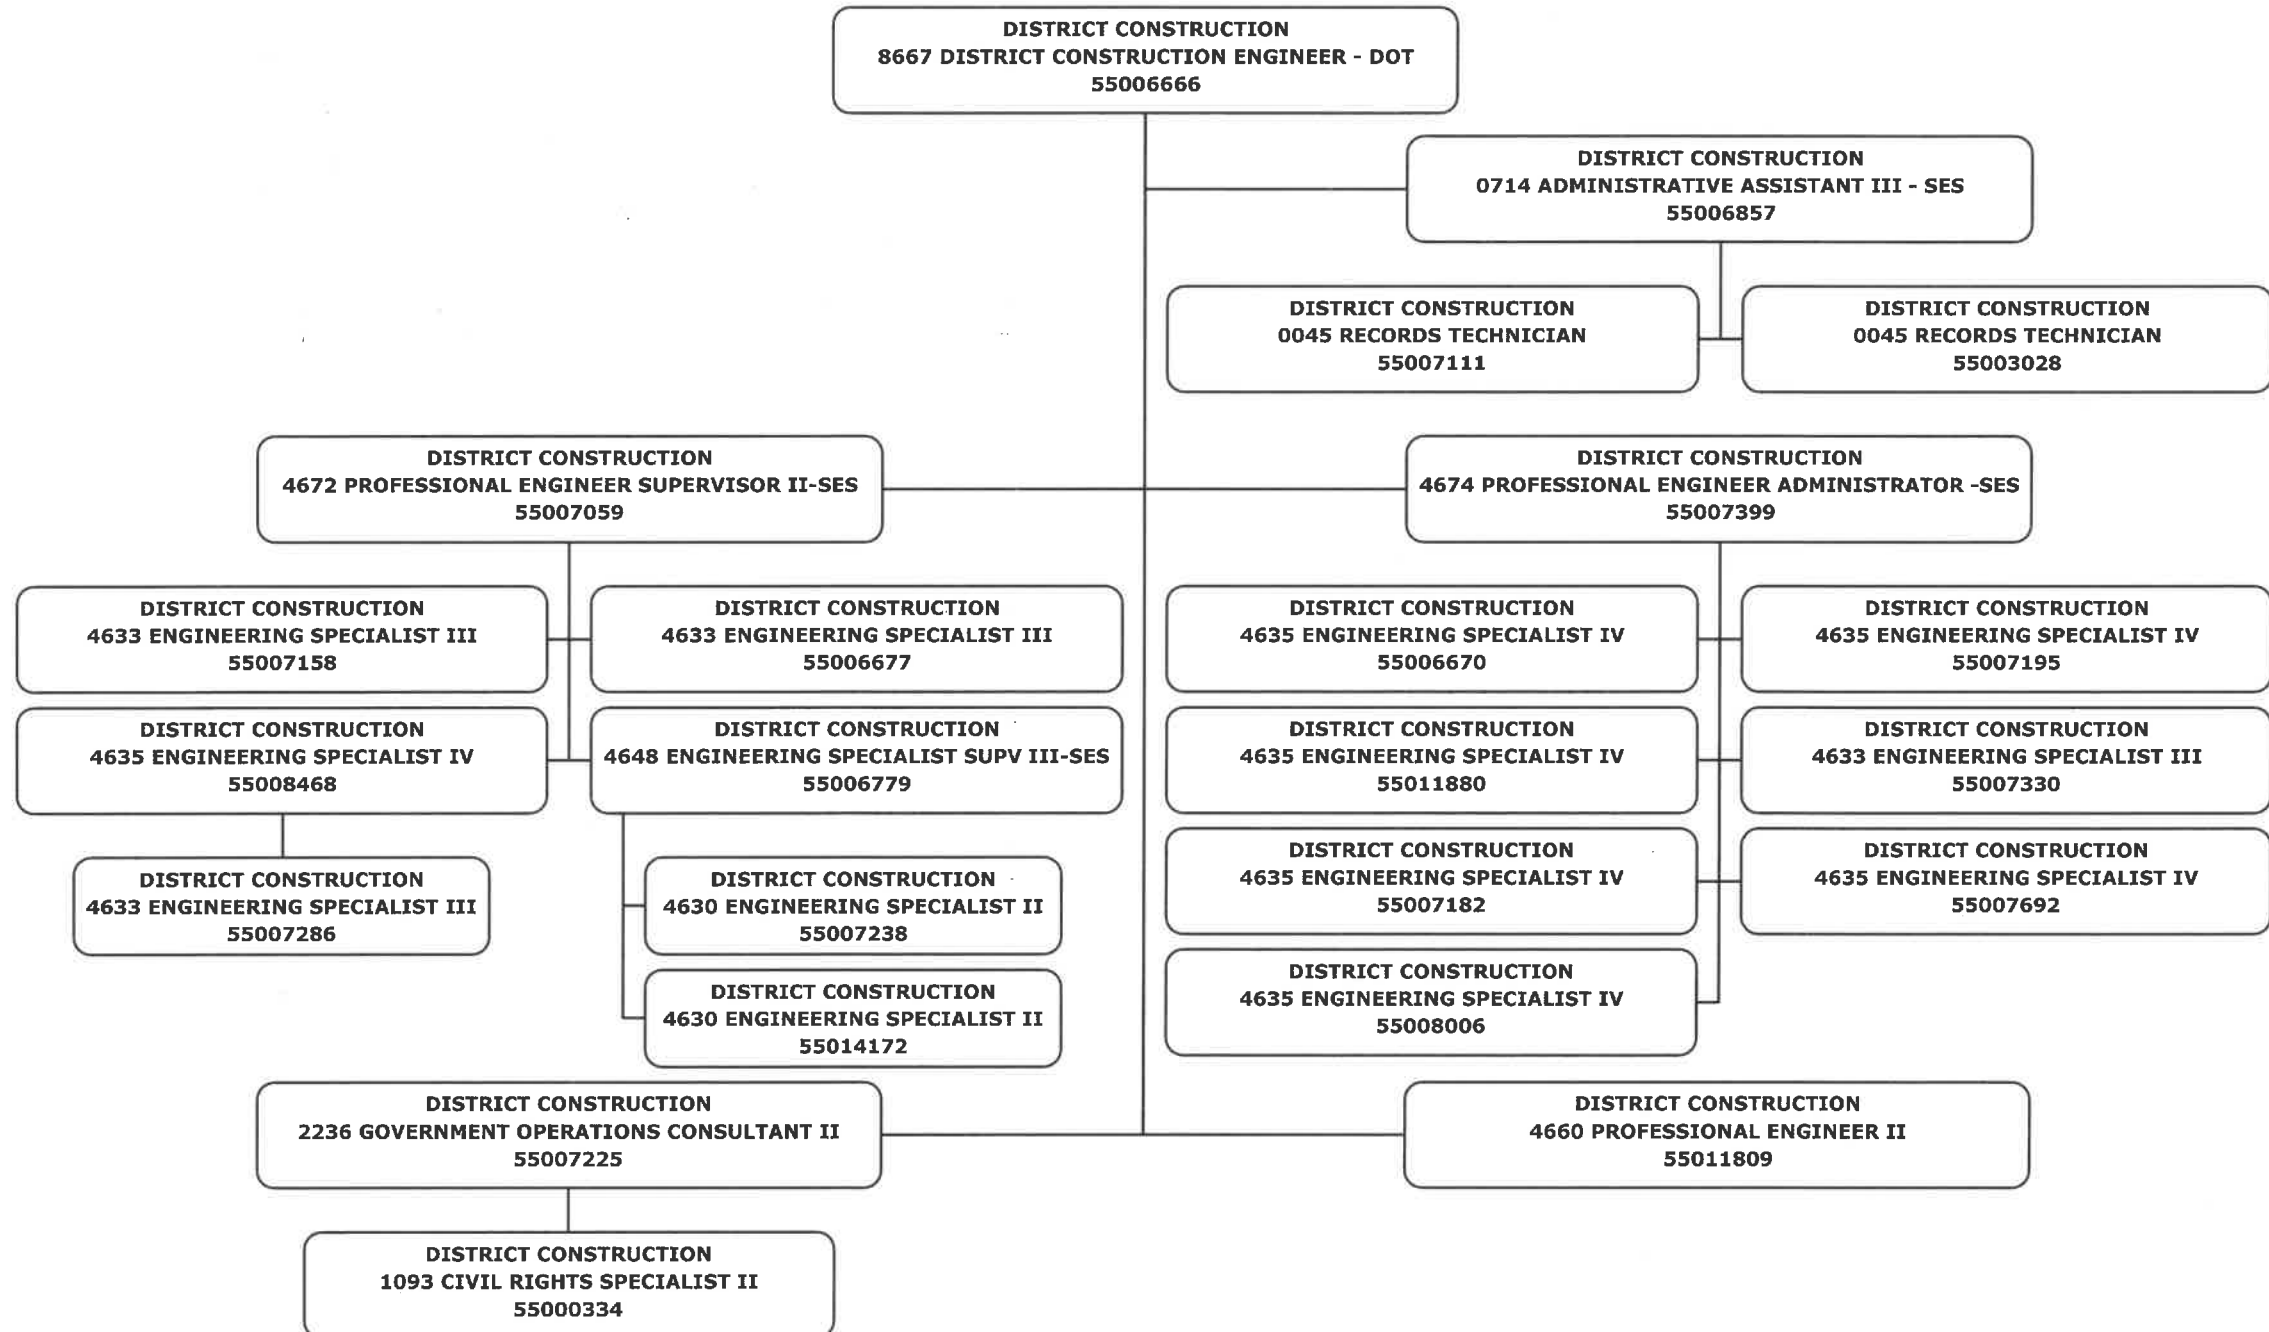 DISTRICT CONSTRUCTION
8667 DISTRICT CONSTRUCTION ENGINEER - DOT
55006666
DISTRICT CONSTRUCTION
0714 ADMINISTRATIVE ASSISTANT III - SES
55006857
DISTRICT CONSTRUCTION
0045 RECORDS TECHNICIAN
55007111
DISTRICT CONSTRUCTION
0045 RECORDS TECHNICIAN
55003028
DISTRICT CONSTRUCTION
4672 PROFESSIONAL ENGINEER SUPERVISOR II-SES
55007059
DISTRICT CONSTRUCTION
4674 PROFESSIONAL ENGINEER ADMINISTRATOR -SES
55007399
DISTRICT CONSTRUCTION
4633 ENGINEERING SPECIALIST III
55007158
DISTRICT CONSTRUCTION
4633 ENGINEERING SPECIALIST III
55006677
DISTRICT CONSTRUCTION
4635 ENGINEERING SPECIALIST IV
55006670
DISTRICT CONSTRUCTION
4635 ENGINEERING SPECIALIST IV
55007195
DISTRICT CONSTRUCTION
4635 ENGINEERING SPECIALIST IV
55008468
DISTRICT CONSTRUCTION
4648 ENGINEERING SPECIALIST SUPV III-SES
55006779
DISTRICT CONSTRUCTION
4635 ENGINEERING SPECIALIST IV
55011880
DISTRICT CONSTRUCTION
4633 ENGINEERING SPECIALIST III
55007330
DISTRICT CONSTRUCTION
4633 ENGINEERING SPECIALIST III
55007286
DISTRICT CONSTRUCTION
4630 ENGINEERING SPECIALIST II
55007238
DISTRICT CONSTRUCTION
4635 ENGINEERING SPECIALIST IV
55007182
DISTRICT CONSTRUCTION
4635 ENGINEERING SPECIALIST IV
55007692
DISTRICT CONSTRUCTION
4630 ENGINEERING SPECIALIST II
55014172
DISTRICT CONSTRUCTION
4635 ENGINEERING SPECIALIST IV
55008006
DISTRICT CONSTRUCTION
2236 GOVERNMENT OPERATIONS CONSULTANT II
55007225
DISTRICT CONSTRUCTION
4660 PROFESSIONAL ENGINEER II
55011809
DISTRICT CONSTRUCTION
1093 CIVIL RIGHTS SPECIALIST II
55000334